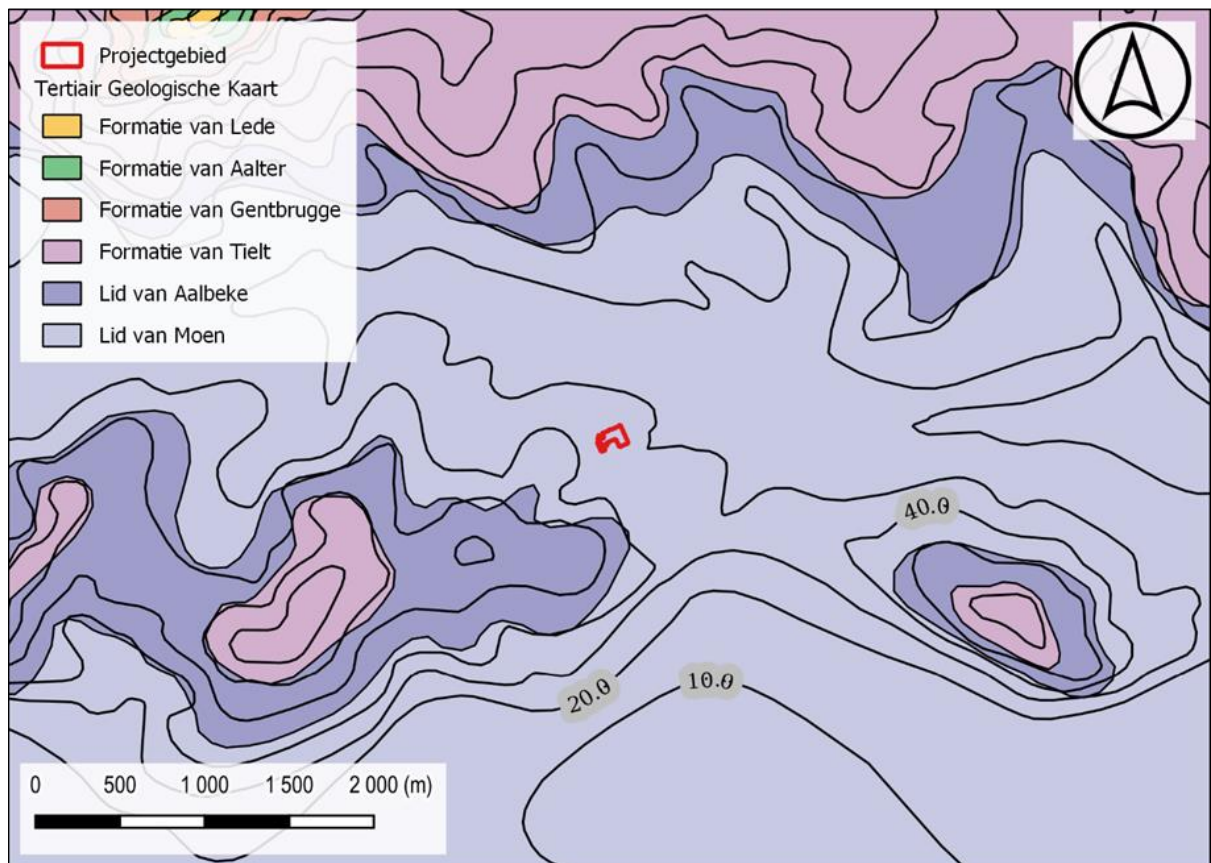 Projectgebied
Tertiair Geologische Kaart
Formatie van Lede
Formatie van Aalter
Formatie van Gentbrugge
Formatie van Tielt
Lid van Aalbeke
Lid van Moen
40.0
20.0
10.0
0 500 1 000 1 500 2 000 (m)